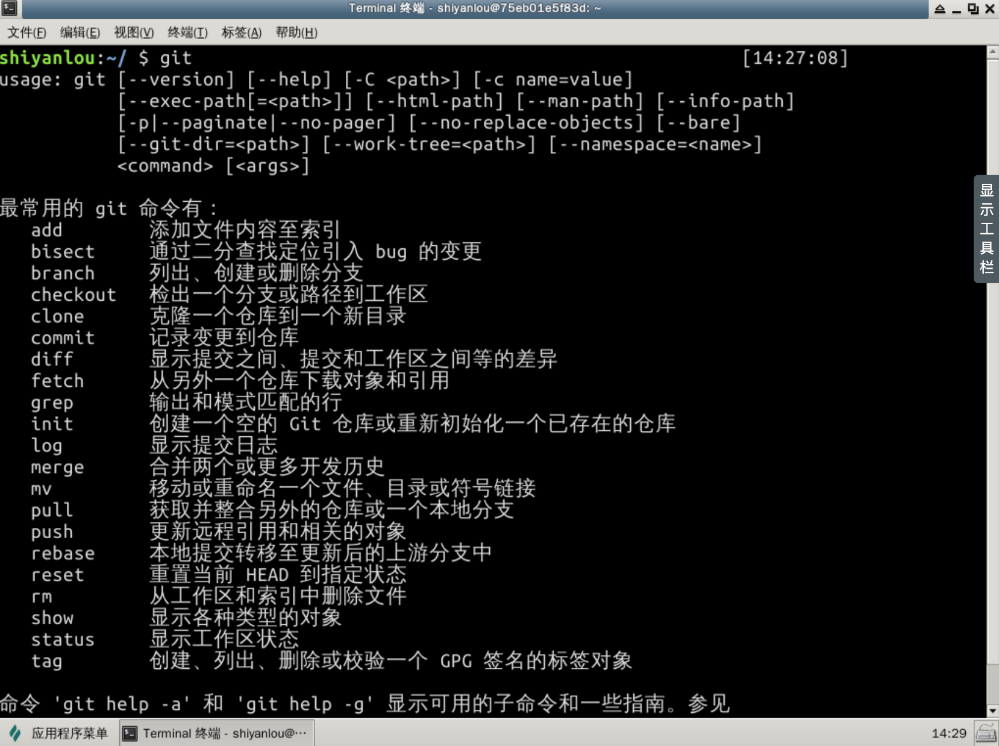 Terminal 终端 - shiyanlou@75eb01e5f83d: ~
文件(F) 编辑(E) 视图(V) 终端(T) 标签(A) 帮助(H)
shiyanlou:~/ $ git [14:27:08]
usage: git [--version] [--help] [-C <path>] [-c name=value]
[--exec-path[=<path>]] [--html-path] [--man-path] [--info-path]
[-p|--paginate|--no-pager] [--no-replace-objects] [--bare]
[--git-dir=<path>] [--work-tree=<path>] [--namespace=<name>]
<command> [<args>]
最常用的 git 命令有：
add 添加文件内容至索引
bisect 通过二分查找定位引入 bug 的变更
branch 列出、创建或删除分支
checkout 检出一个分支或路径到工作区
clone 克隆一个仓库到一个新目录
commit 记录变更到仓库
diff 显示提交之间、提交和工作区之间等的差异
fetch 从另外一个仓库下载对象和引用
grep 输出和模式匹配的行
init 创建一个空的 Git 仓库或重新初始化一个已存在的仓库
log 显示提交日志
merge 合并两个或更多开发历史
mv 移动或重命名一个文件、目录或符号链接
pull 获取并整合另外的仓库或一个本地分支
push 更新远程引用和相关的对象
rebase 本地提交转移至更新后的上游分支中
reset 重置当前 HEAD 到指定状态
rm 从工作区和索引中删除文件
show 显示各种类型的对象
status 显示工作区状态
tag 创建、列出、删除或校验一个 GPG 签名的标签对象
命令 'git help -a' 和 'git help -g' 显示可用的子命令和一些指南。参见
显示工具栏
应用程序菜单 Terminal 终端 - shiyanlou@… 14:29